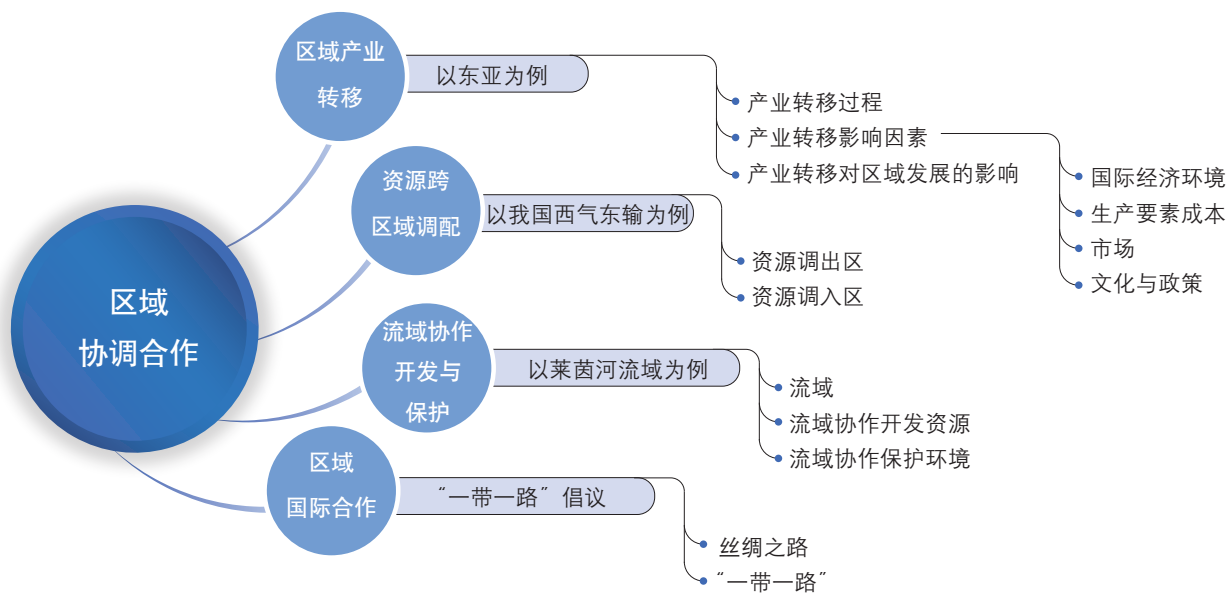 区域
协调合作
区域产业
转移
以东亚为例
产业转移过程
产业转移影响因素
产业转移对区域发展的影响
国际经济环境
生产要素成本
市场
文化与政策
资源跨
区域调配
以我国西气东输为例
资源调出区
资源调入区
流域协作
开发与
保护
以莱茵河流域为例
流域
流域协作开发资源
流域协作保护环境
区域
国际合作
“一带一路”倡议
丝绸之路
“一带一路”